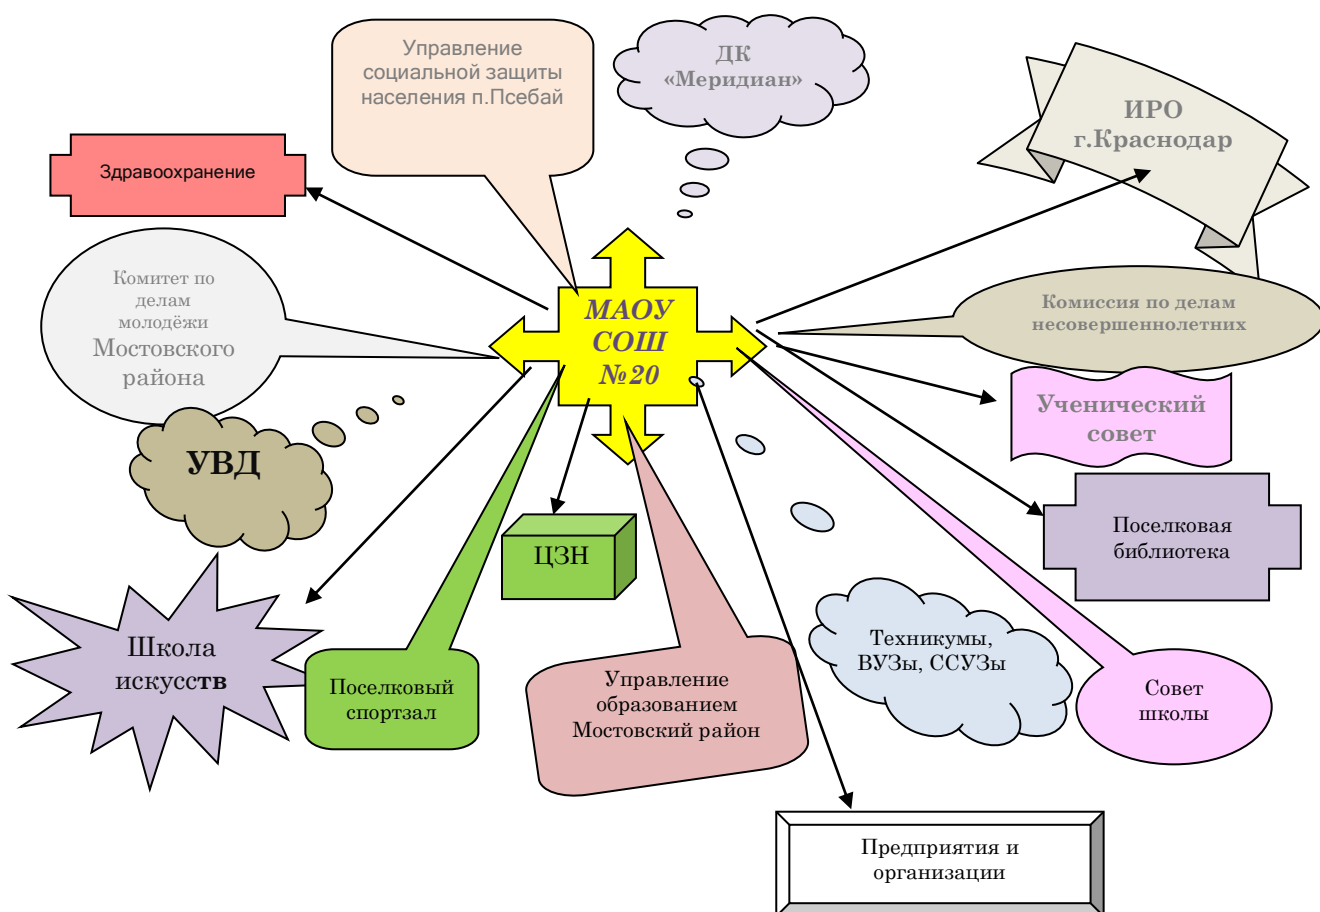 Управление
социальной защиты
населения п.Псебай
ДК
«Меридиан»
ИРО
г.Краснодар
Здравоохранение
Комитет по
делам
молодёжи
Мостовского
района
МАОУ
СОШ
№20
Комиссия по делам
несовершеннолетних
Ученический
совет
УВД
Поселковая
библиотека
ЦЗН
Школа
искусств
Поселковый
спортзал
Управление
образованием
Мостовский район
Техникумы,
ВУЗы, ССУЗы
Совет
школы
Предприятия и
организации